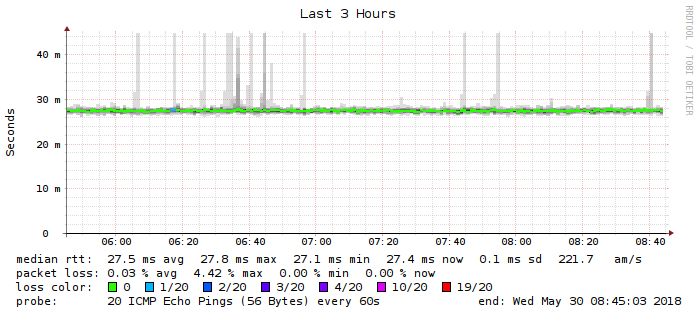 Last 3 Hours
RRDTOOL / TOBI OETIKER
Seconds
40 m
30 m
20 m
10 m
0
06:00 06:20 06:40 07:00 07:20 07:40 08:00 08:20 08:40
median rtt: 27.5 ms avg 27.8 ms max 27.1 ms min 27.4 ms now 0.1 ms sd 221.7 am/s
packet loss: 0.03 % avg 4.42 % max 0.00 % min 0.00 % now
loss color: 0 1/20 2/20 3/20 4/20 10/20 19/20
probe: 20 ICMP Echo Pings (56 Bytes) every 60s end: Wed May 30 08:45:03 2018